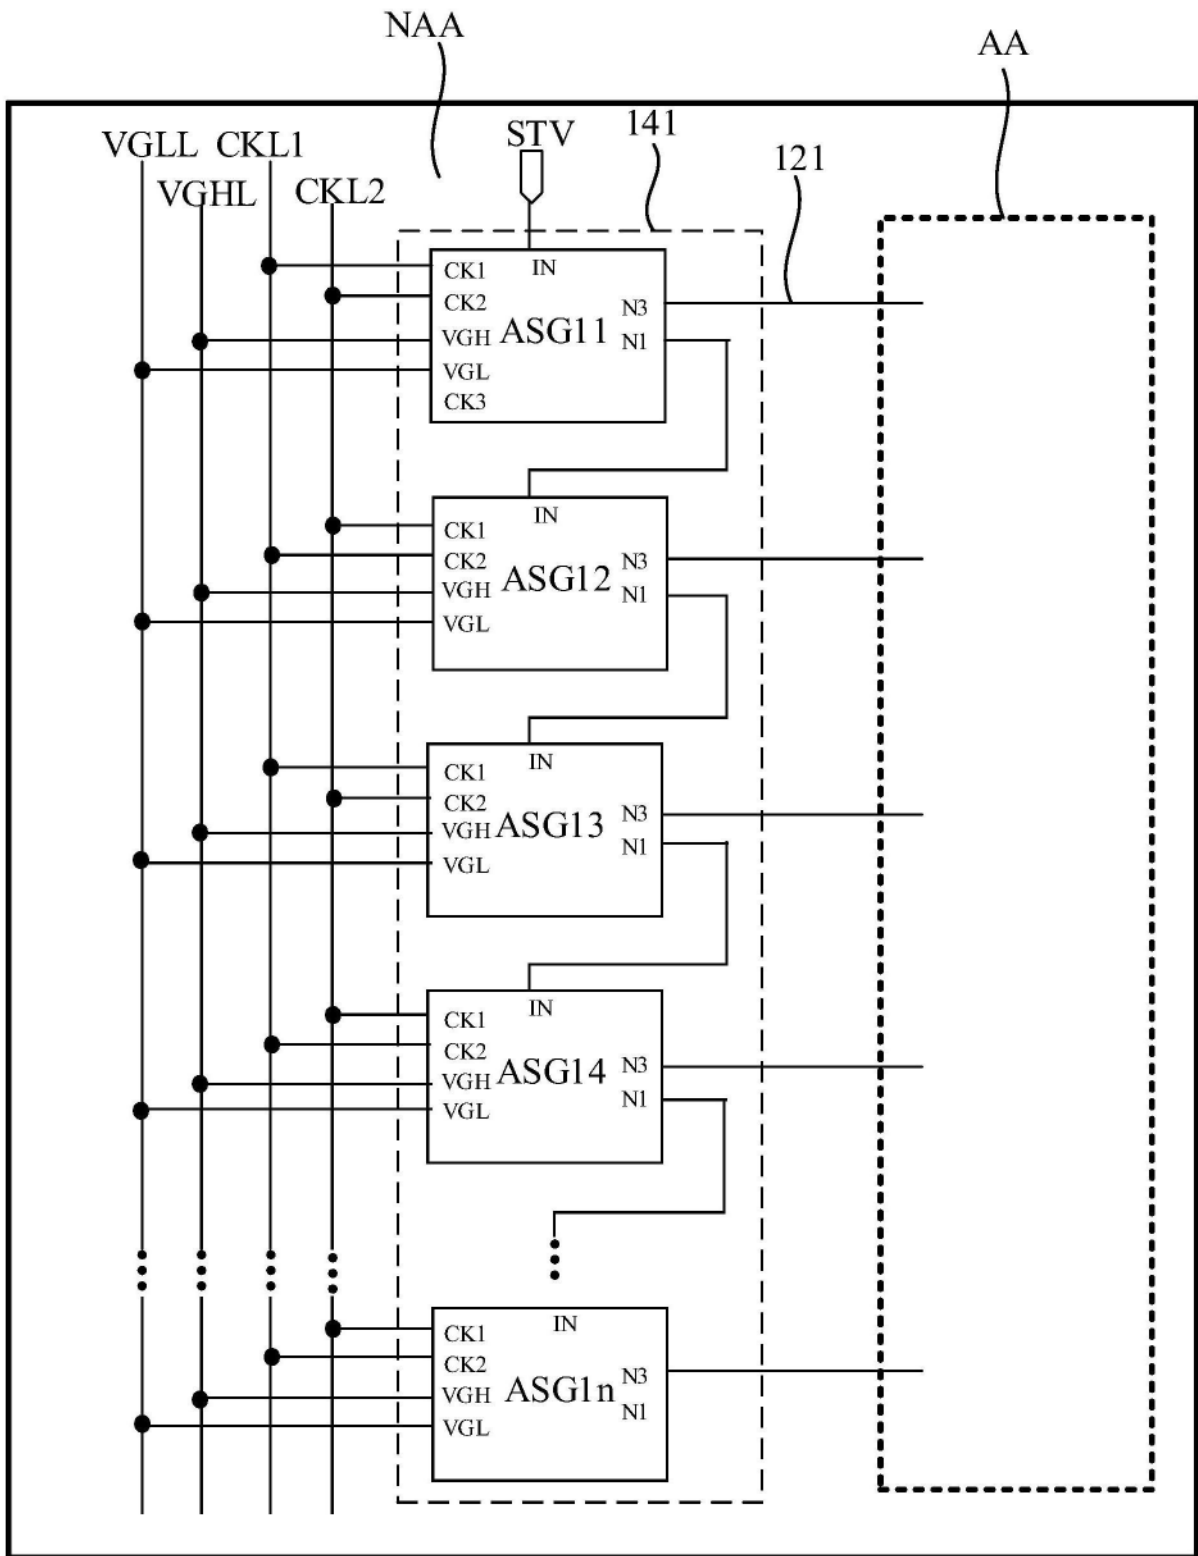 NAA
AA
VGLL CKL1 STV 141
121
VGHL CKL2
IN
CK1
CK2
VGH
VGL
CK3
ASG11
N3
N1
IN
CK1
CK2
VGH
VGL
ASG12
N3
N1
IN
CK1
CK2
VGH
VGL
ASG13
N3
N1
IN
CK1
CK2
VGH
VGL
ASG14
N3
N1
IN
CK1
CK2
VGH
VGL
ASG1n
N3
N1